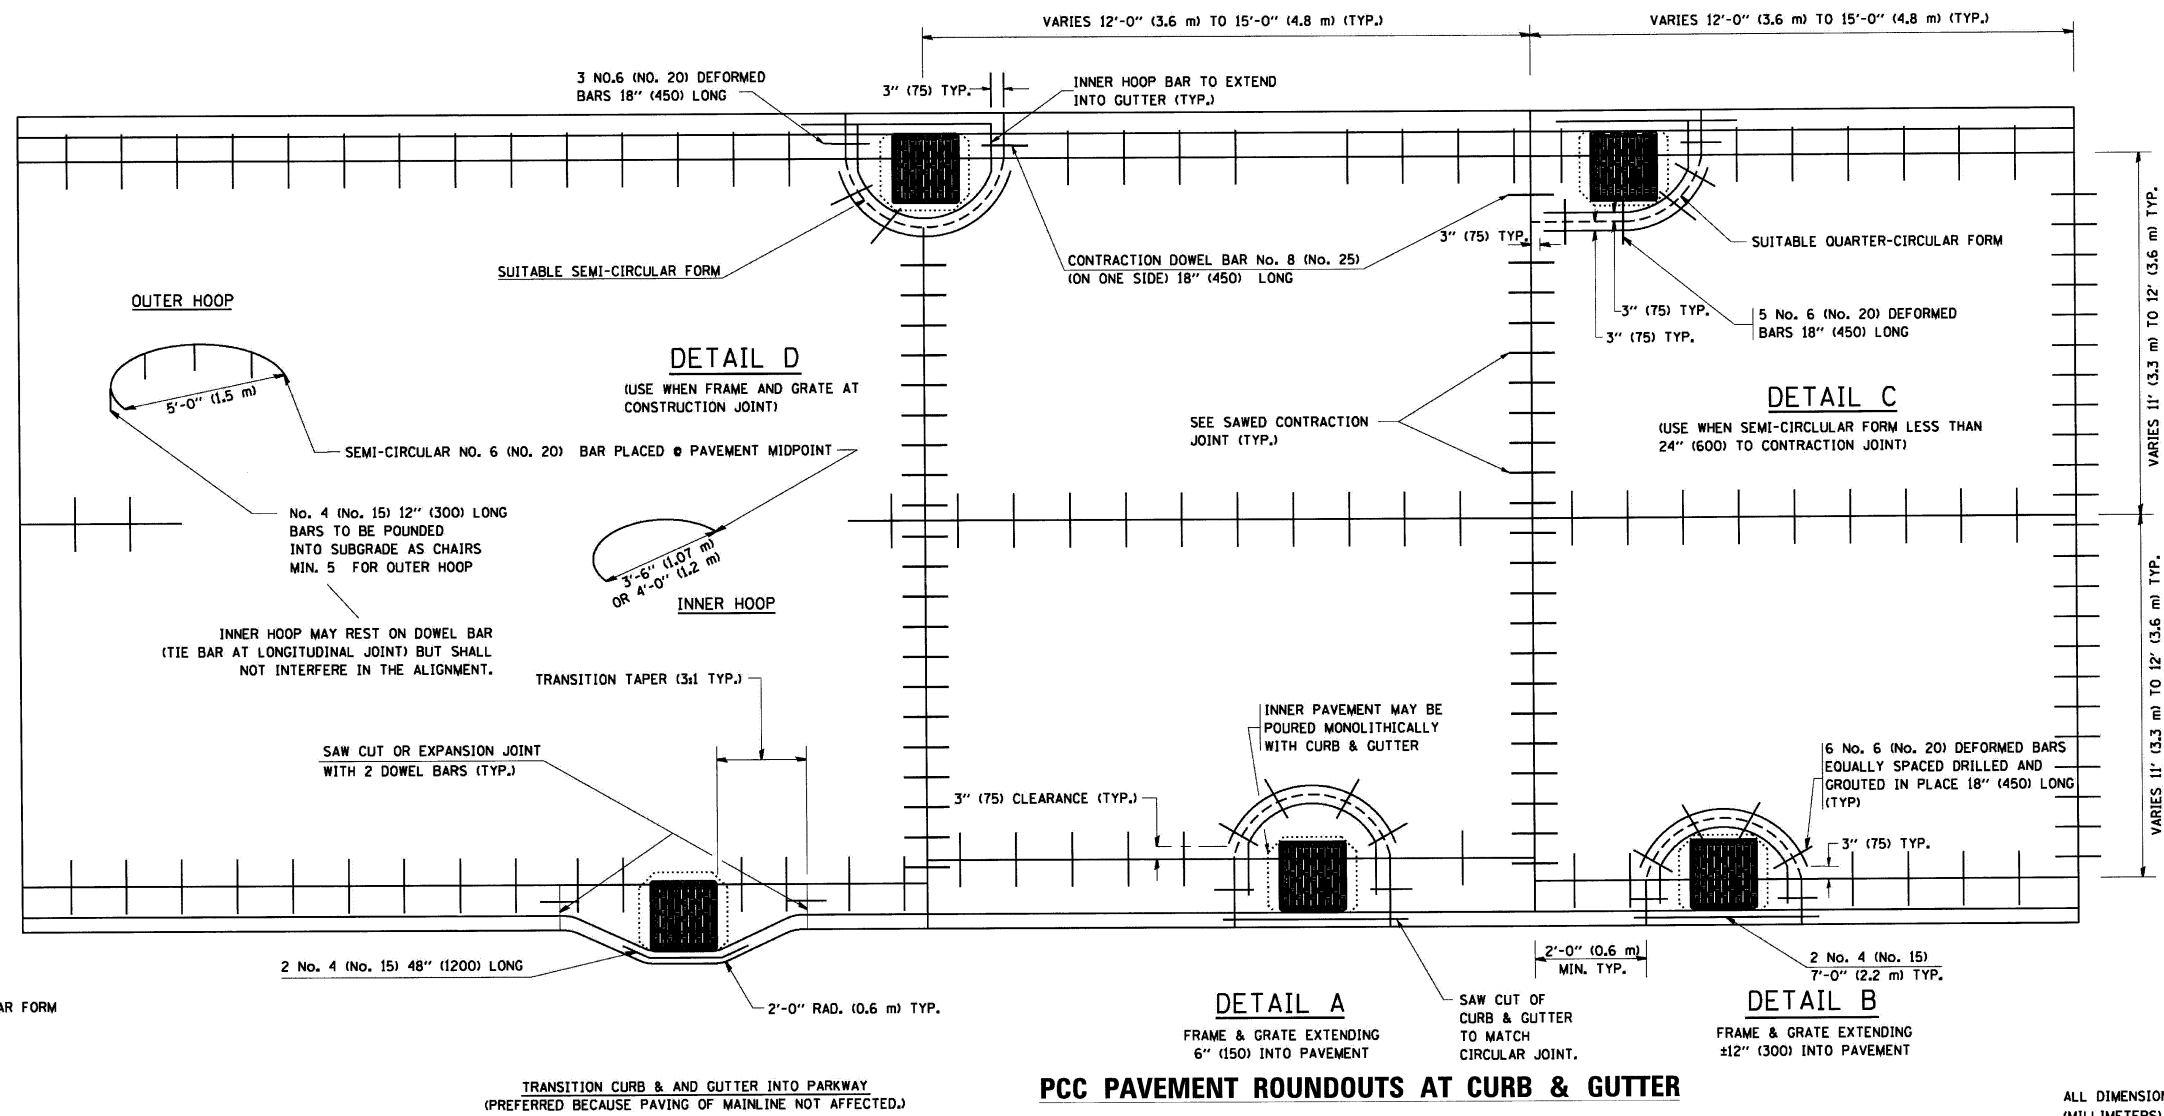 VARIES 12'-0" (3.6 m) TO 15'-0" (4.8 m) (TYP.)
VARIES 12'-0" (3.6 m) TO 15'-0" (4.8 m) (TYP.)
3 NO.6 (NO. 20) DEFORMED
BARS 18" (450) LONG
3" (75) TYP.
INNER HOOP BAR TO EXTEND
INTO GUTTER (TYP.)
SUITABLE SEMI-CIRCULAR FORM
CONTRACTION DOWEL BAR No. 8 (No. 25)
(ON ONE SIDE) 18" (450) LONG
3" (75) TYP.
SUITABLE QUARTER-CIRCULAR FORM
3" (75) TYP.
3" (75) TYP.
5 No. 6 (No. 20) DEFORMED
BARS 18" (450) LONG
VARIES 11' (3.3 m) TO 12' (3.6 m) TYP.
OUTER HOOP
5'-0" (1.5 m)
DETAIL D
(USE WHEN FRAME AND GRATE AT
CONSTRUCTION JOINT)
SEMI-CIRCULAR NO. 6 (NO. 20) BAR PLACED @ PAVEMENT MIDPOINT
SEE SAWED CONTRACTION
JOINT (TYP.)
DETAIL C
(USE WHEN SEMI-CIRCLULAR FORM LESS THAN
24" (600) TO CONTRACTION JOINT)
No. 4 (No. 15) 12" (300) LONG
BARS TO BE POUNDED
INTO SUBGRADE AS CHAIRS
MIN. 5 FOR OUTER HOOP
3'-6" (1.07 m)
OR 4'-0" (1.2 m)
INNER HOOP
INNER HOOP MAY REST ON DOWEL BAR
(TIE BAR AT LONGITUDINAL JOINT) BUT SHALL
NOT INTERFERE IN THE ALIGNMENT.
TRANSITION TAPER (3:1 TYP.)
SAW CUT OR EXPANSION JOINT
WITH 2 DOWEL BARS (TYP.)
INNER PAVEMENT MAY BE
POURED MONOLITHICALLY
WITH CURB & GUTTER
3" (75) CLEARANCE (TYP.)
6 No. 6 (No. 20) DEFORMED BARS
EQUALLY SPACED DRILLED AND
GROUTED IN PLACE 18" (450) LONG
(TYP)
3" (75) TYP.
VARIES 11' (3.3 m) TO 12' (3.6 m) TYP.
2 No. 4 (No. 15) 48" (1200) LONG
2'-0" RAD. (0.6 m) TYP.
2'-0" (0.6 m)
MIN. TYP.
2 No. 4 (No. 15)
7'-0" (2.2 m) TYP.
AR FORM
DETAIL A
FRAME & GRATE EXTENDING
6" (150) INTO PAVEMENT
SAW CUT OF
CURB & GUTTER
TO MATCH
CIRCULAR JOINT.
DETAIL B
FRAME & GRATE EXTENDING
±12" (300) INTO PAVEMENT
TRANSITION CURB & AND GUTTER INTO PARKWAY
(PREFERRED BECAUSE PAVING OF MAINLINE NOT AFFECTED.)
PCC PAVEMENT ROUNDOUTS AT CURB & GUTTER
ALL DIMENSION